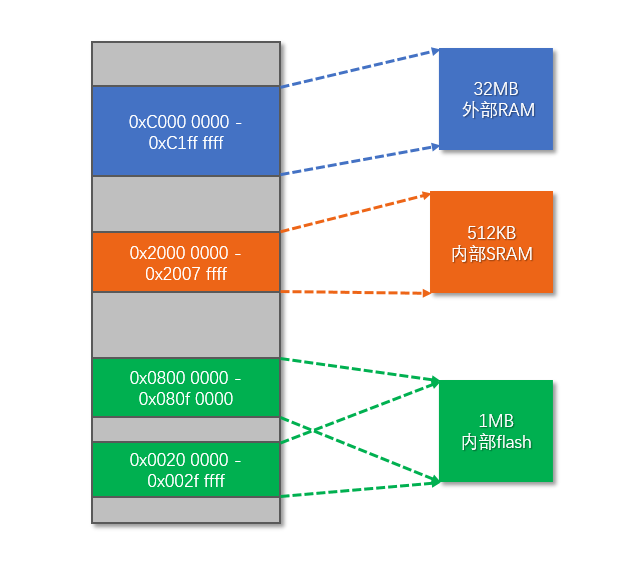 0xC000 0000 -
0xC1ff ffff
32MB
外部RAM
0x2000 0000 -
0x2007 ffff
512KB
内部SRAM
0x0800 0000 -
0x080f 0000
1MB
内部flash
0x0020 0000 -
0x002f ffff